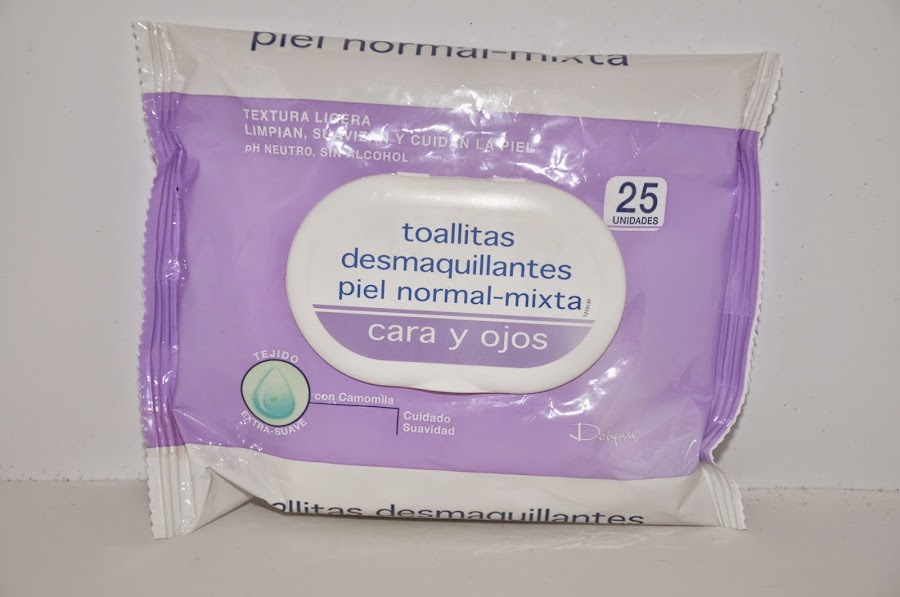 piel normal-mixta
TEXTURA LIGERA
LIMPIAN, SUAVIZAN Y CUIDAN LA PIEL
pH NEUTRO, SIN ALCOHOL
25
UNIDADES
toallitas
desmaquillantes
piel normal-mixta
cara y ojos
TEJIDO
EXTRA-SUAVE
con Camomila
Cuidado
Suavidad
toallitas desmaquillantes